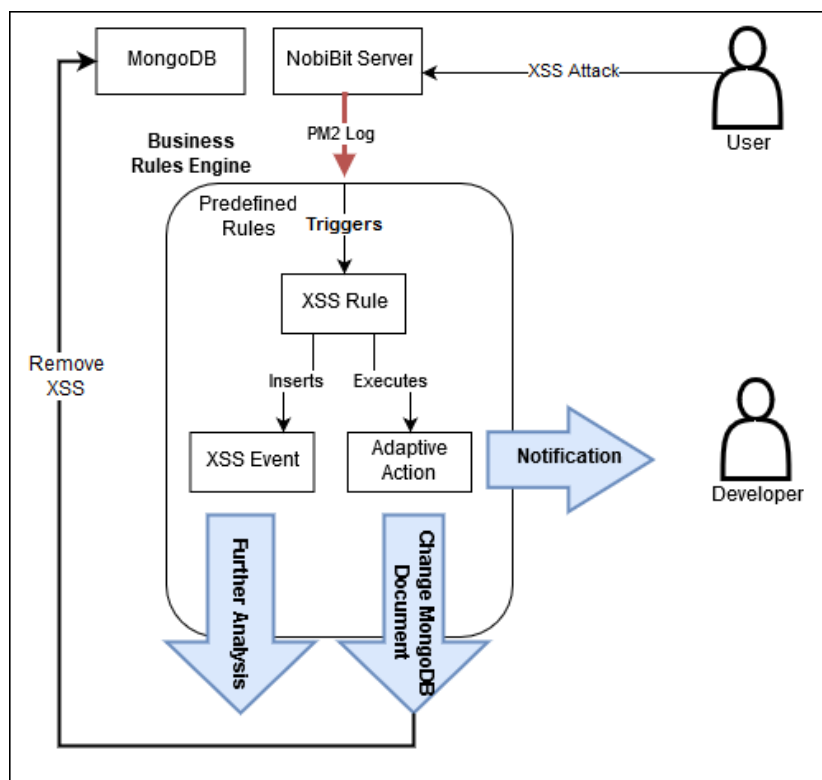 MongoDB
NobiBit Server
XSS Attack
User
PM2 Log
Business
Rules Engine
Predefined
Rules
Triggers
XSS Rule
Remove
XSS
Inserts
Executes
XSS Event
Adaptive
Action
Notification
Developer
Further Analysis
Change MongoDB
Document